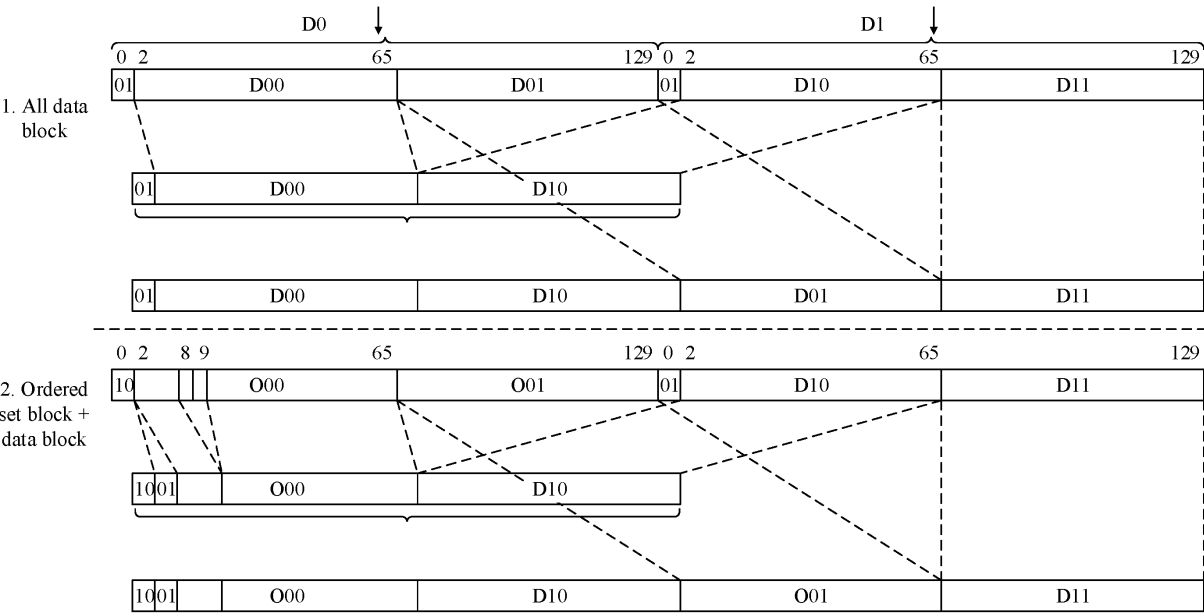 D0 D1
0 2 65 129 0 2 65 129
01 D00 D01 01 D10 D11
1. All data
block
01 D00 D10
01 D00 D10 D01 D11
0 2 8 9 65 129 0 2 65 129
10 O00 O01 01 D10 D11
2. Ordered
set block +
data block
10 01 O00 D10
10 01 O00 D10 O01 D11